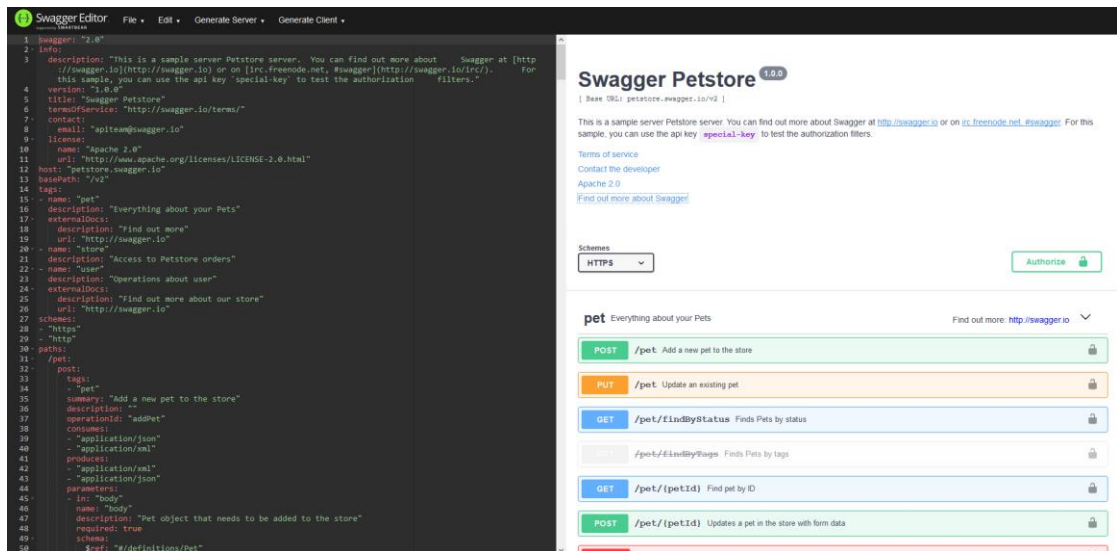 Swagger Editor
Supported by SMARTBEAR
File
Edit
Generate Server
Generate Client
1 swagger: "2.0"
2 info:
3 description: "This is a sample server Petstore server. You can find out more about Swagger at [http
://swagger.io](http://swagger.io) or on [irc.freenode.net, #swagger](http://swagger.io/irc/). For
this sample, you can use the api key `special-key` to test the authorization filters."
4 version: "1.0.0"
5 title: "Swagger Petstore"
6 termsOfService: "http://swagger.io/terms/"
7 contact:
8 email: "apiteam@swagger.io"
9 license:
10 name: "Apache 2.0"
11 url: "http://www.apache.org/licenses/LICENSE-2.0.html"
12 host: "petstore.swagger.io"
13 basePath: "/v2"
14 tags:
15 - name: "pet"
16 description: "Everything about your Pets"
17 externalDocs:
18 description: "Find out more"
19 url: "http://swagger.io"
20 - name: "store"
21 description: "Access to Petstore orders"
22 - name: "user"
23 description: "Operations about user"
24 externalDocs:
25 description: "Find out more about our store"
26 url: "http://swagger.io"
27 schemes:
28 - "https"
29 - "http"
30 paths:
31 /pet:
32 post:
33 tags:
34 - "pet"
35 summary: "Add a new pet to the store"
36 description: ""
37 operationId: "addPet"
38 consumes:
39 - "application/json"
40 - "application/xml"
41 produces:
42 - "application/xml"
43 - "application/json"
44 parameters:
45 - in: "body"
46 name: "body"
47 description: "Pet object that needs to be added to the store"
48 required: true
49 schema:
50 $ref: "#/definitions/Pet"
Swagger Petstore 1.0.0
[ Base URL: petstore.swagger.io/v2 ]
This is a sample server Petstore server. You can find out more about Swagger at http://swagger.io or on irc.freenode.net, #swagger. For this
sample, you can use the api key special-key to test the authorization filters.
Terms of service
Contact the developer
Apache 2.0
Find out more about Swagger
Schemes
HTTPS
Authorize
pet Everything about your Pets
Find out more: http://swagger.io
POST /pet Add a new pet to the store
PUT /pet Update an existing pet
GET /pet/findByStatus Finds Pets by status
GET /pet/findByTags Finds Pets by tags
GET /pet/{petId} Find pet by ID
POST /pet/{petId} Updates a pet in the store with form data